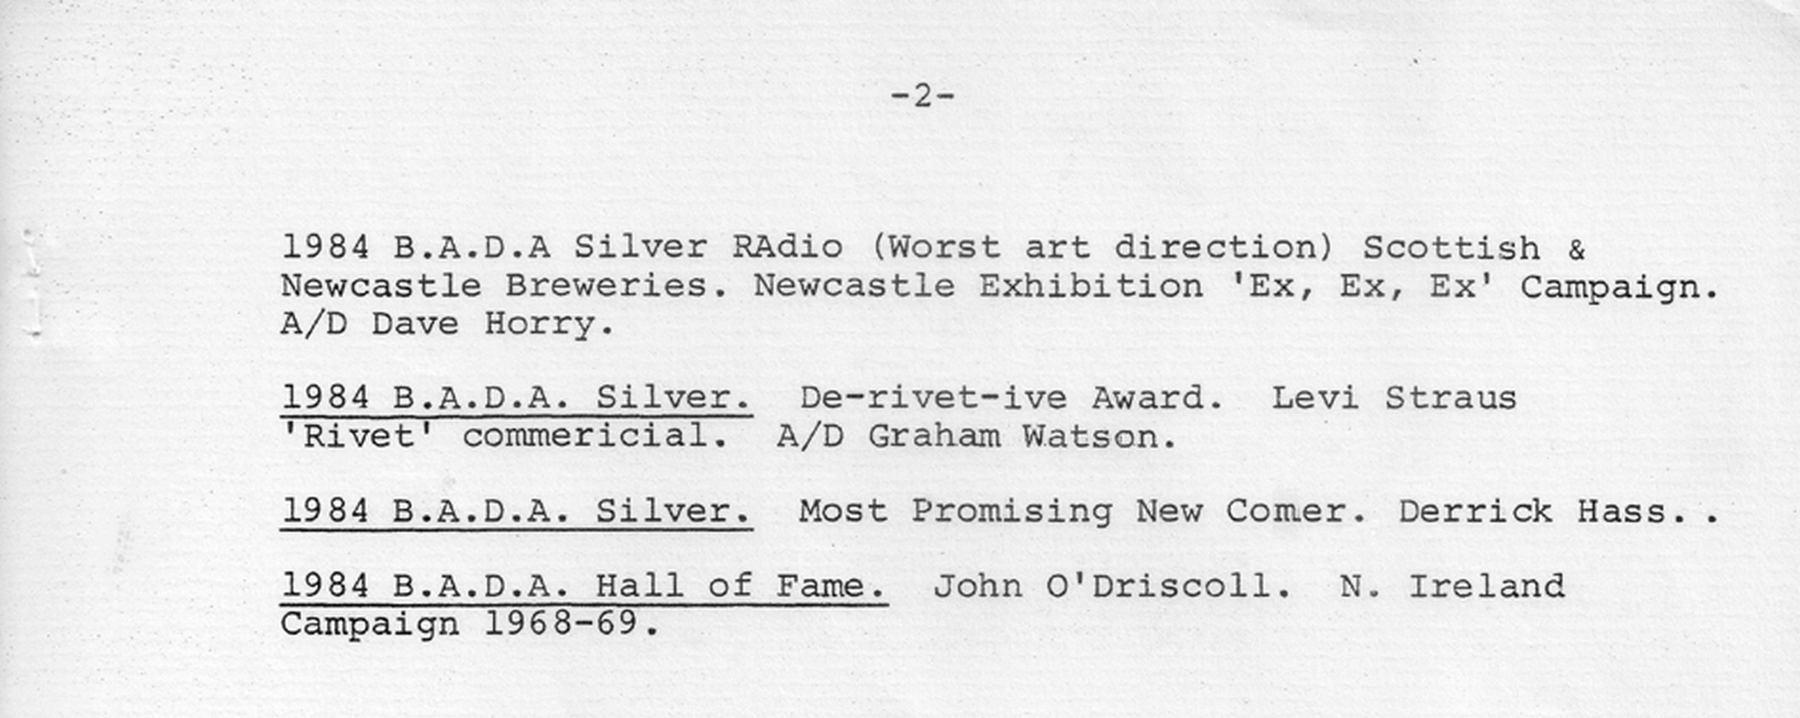 -2-
1984 B.A.D.A Silver RAdio (Worst art direction) Scottish &
Newcastle Breweries. Newcastle Exhibition 'Ex, Ex, Ex' Campaign.
A/D Dave Horry.
1984 B.A.D.A. Silver. De-rivet-ive Award. Levi Straus
'Rivet' commericial. A/D Graham Watson.
1984 B.A.D.A. Silver. Most Promising New Comer. Derrick Hass..
1984 B.A.D.A. Hall of Fame. John O'Driscoll. N. Ireland
Campaign 1968-69.